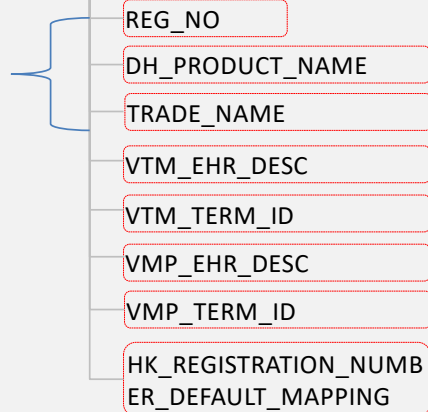 REG_NO
DH_PRODUCT_NAME
TRADE_NAME
VTM_EHR_DESC
VTM_TERM_ID
VMP_EHR_DESC
VMP_TERM_ID
HK_REGISTRATION_NUMB
ER_DEFAULT_MAPPING